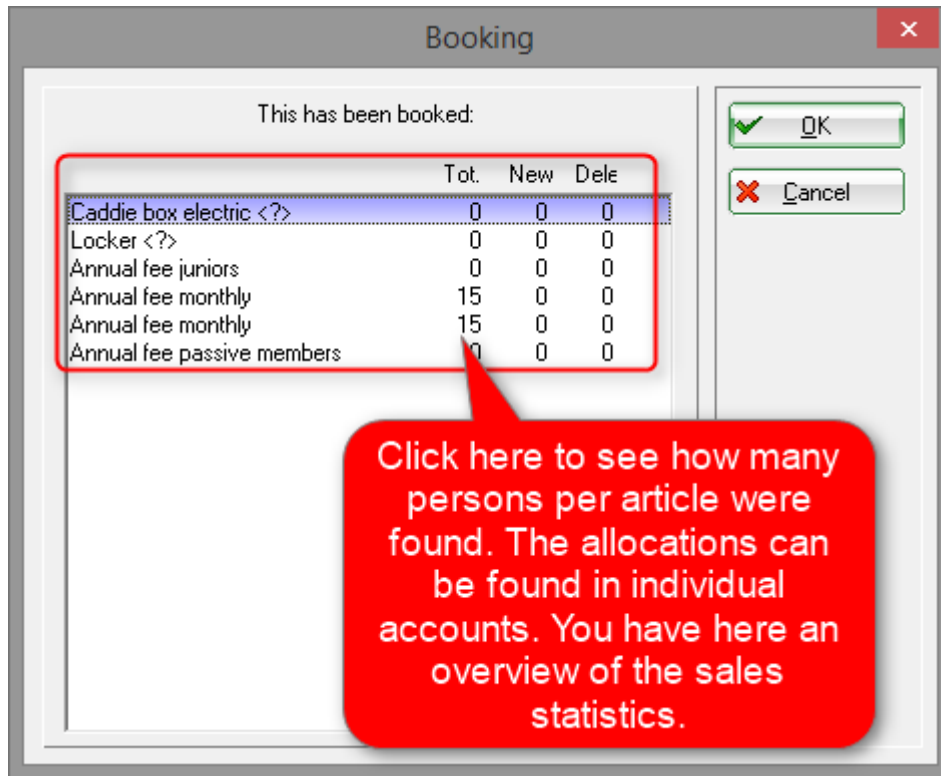 Booking
This has been booked:
OK
Cancel
Tot. New Dele
Caddie box electric <?> 0 0 0
Locker <?> 0 0 0
Annual fee juniors 0 0 0
Annual fee monthly 15 0 0
Annual fee monthly 15 0 0
Annual fee passive members 0 0 0
Click here to see how many
persons per article were
found. The allocations can
be found in individual
accounts. You have here an
overview of the sales
statistics.